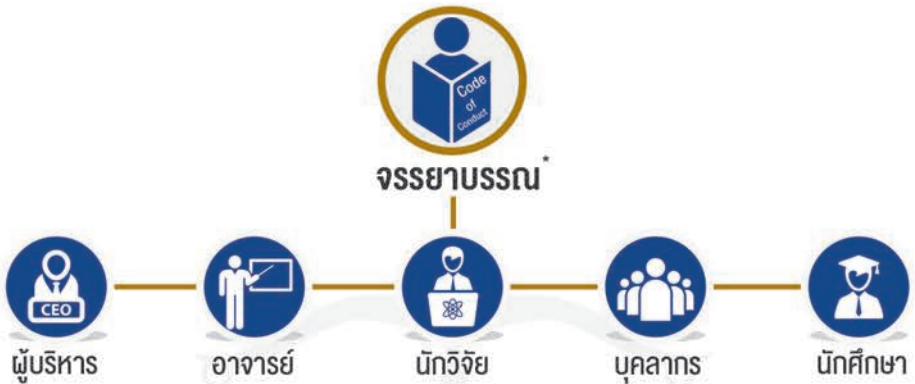 Code
of
Conduct
จรรยาบรรณ*
CEO
ผู้บริหาร อาจารย์ นักวิจัย บุคลากร นักศึกษา